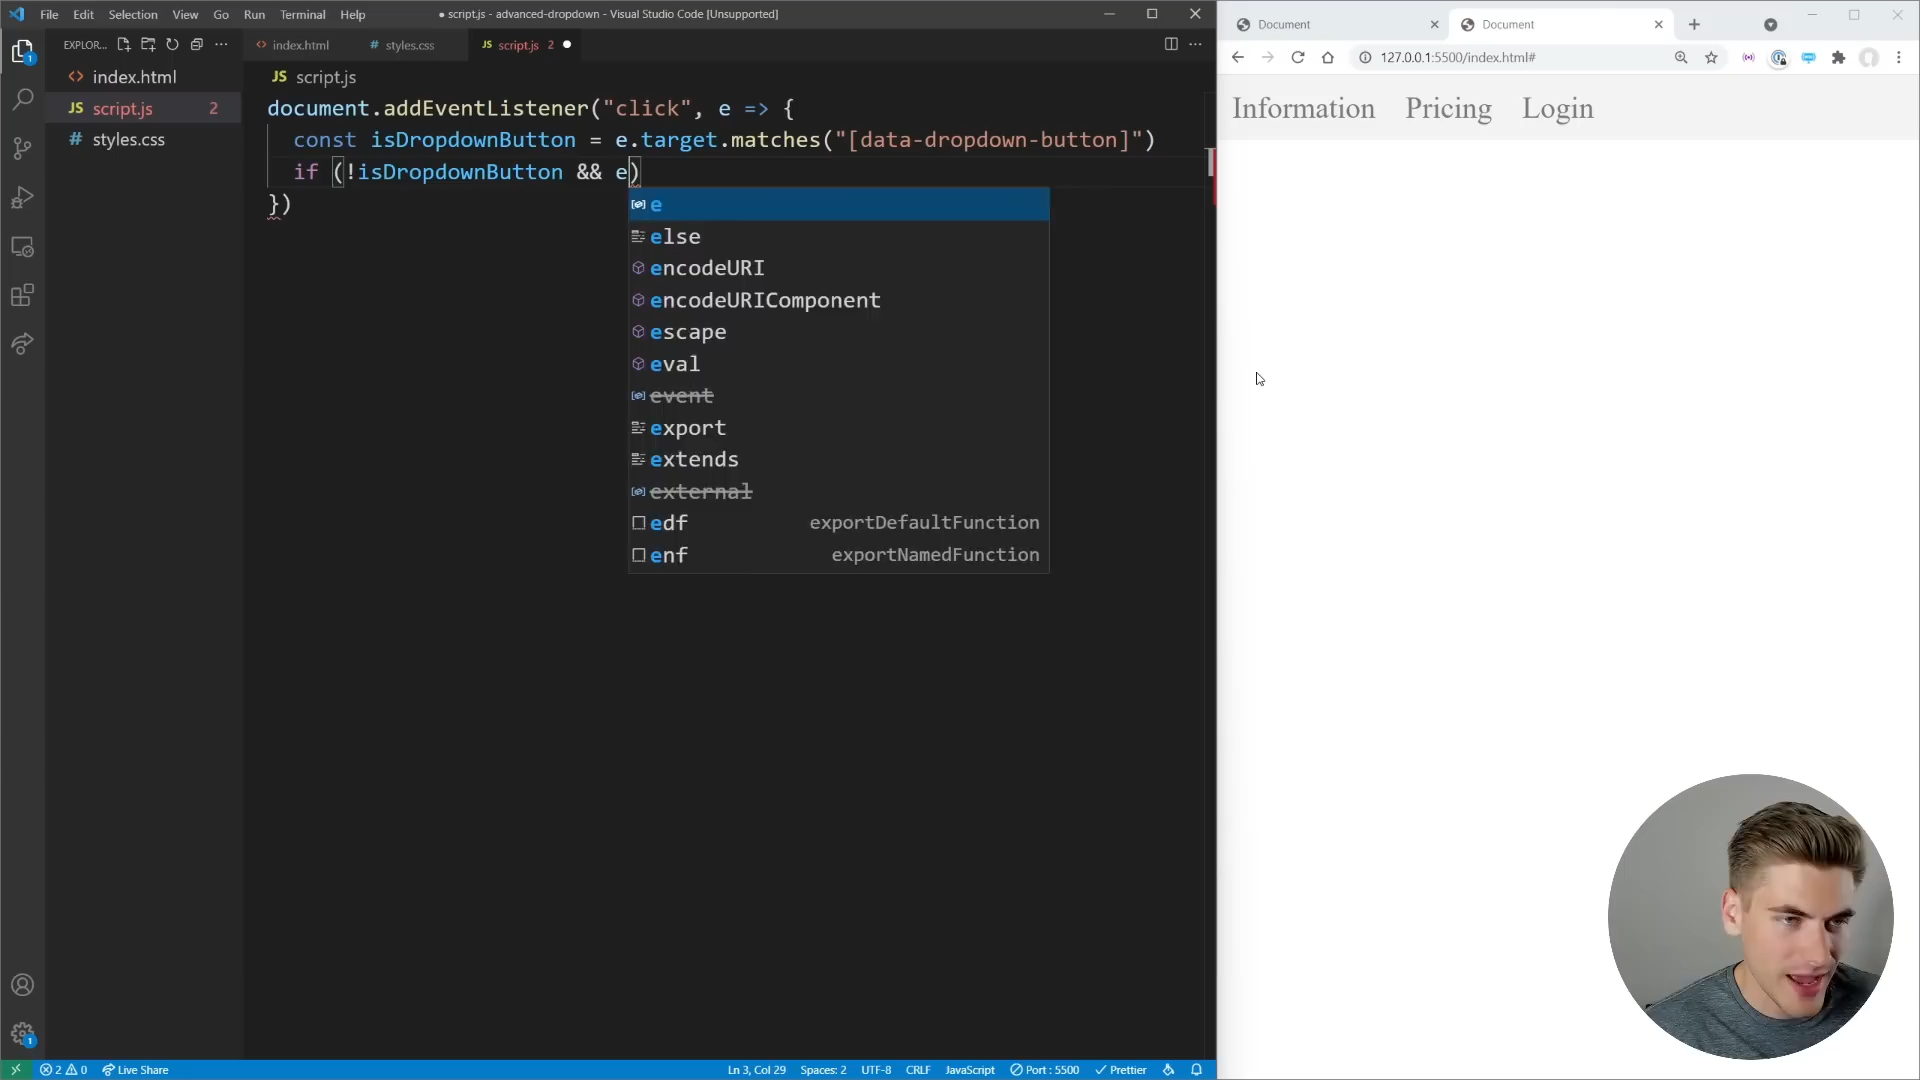 File Edit Selection View Go Run Terminal Help
● script.js - advanced-dropdown - Visual Studio Code [Unsupported]
EXPLOR...
index.html
styles.css
script.js 2
index.html
JS script.js 2
# styles.css
JS script.js
document.addEventListener("click", e => {
const isDropdownButton = e.target.matches("[data-dropdown-button]")
if (!isDropdownButton && e)
})
e
else
encodeURI
encodeURIComponent
escape
eval
event
export
extends
external
edf exportDefaultFunction
enf exportNamedFunction
2 0 Live Share
Ln 3, Col 29 Spaces: 2 UTF-8 CRLF JavaScript Port : 5500 Prettier
Document
Document
127.0.0.1:5500/index.html#
Information Pricing Login